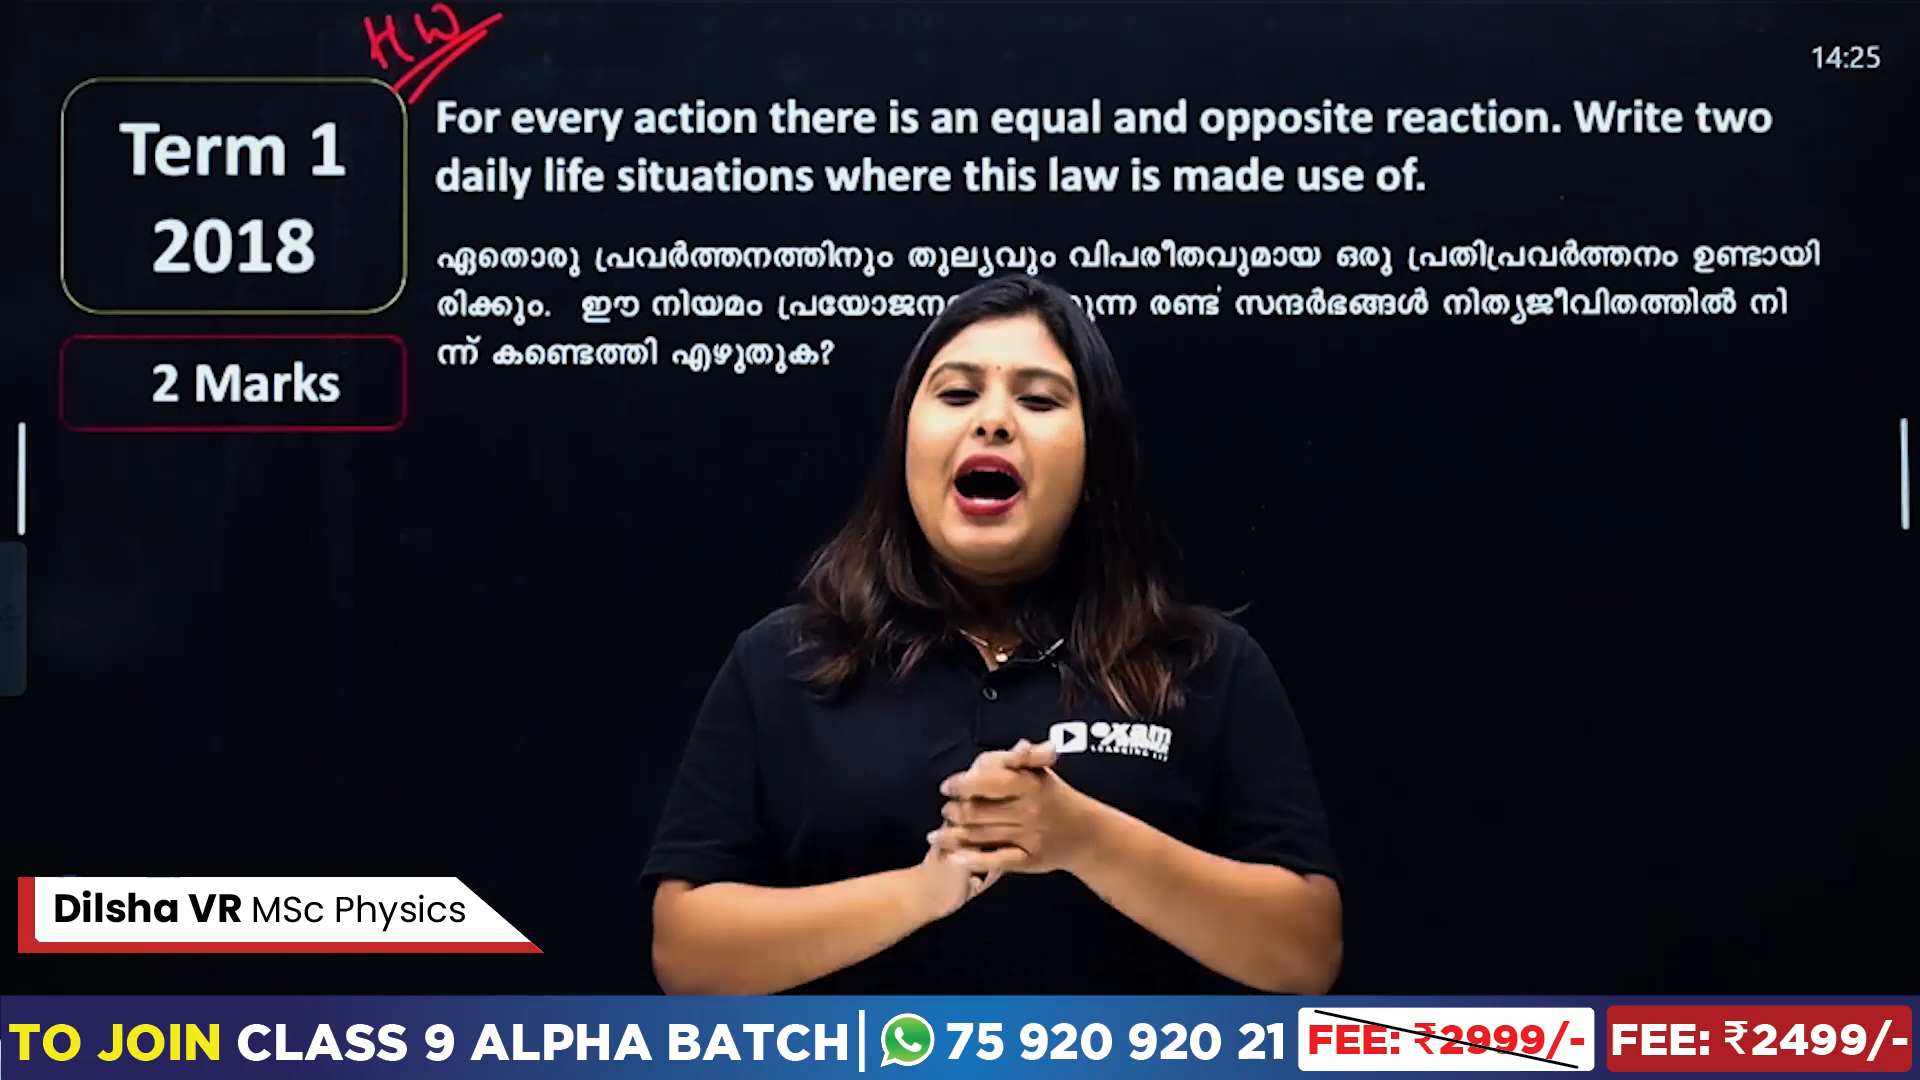 HW
14:25
Term 1
2018
2 Marks
For every action there is an equal and opposite reaction. Write two
daily life situations where this law is made use of.
ഏതൊരു പ്രവർത്തനത്തിനും തുല്യവും വിപരീതവുമായ ഒരു പ്രതിപ്രവർത്തനം ഉണ്ടായി
രിക്കും. ഈ നിയമം രണ്ട് സന്ദർഭങ്ങൾ നിത്യജീവിതത്തിൽ നി
ന്ന് കണ്ടെത്തി എഴുതുക?
exam
Dilsha VR MSc Physics
TO JOIN CLASS 9 ALPHA BATCH | 75 920 920 21 FEE: ₹2999/- FEE: ₹2499/-